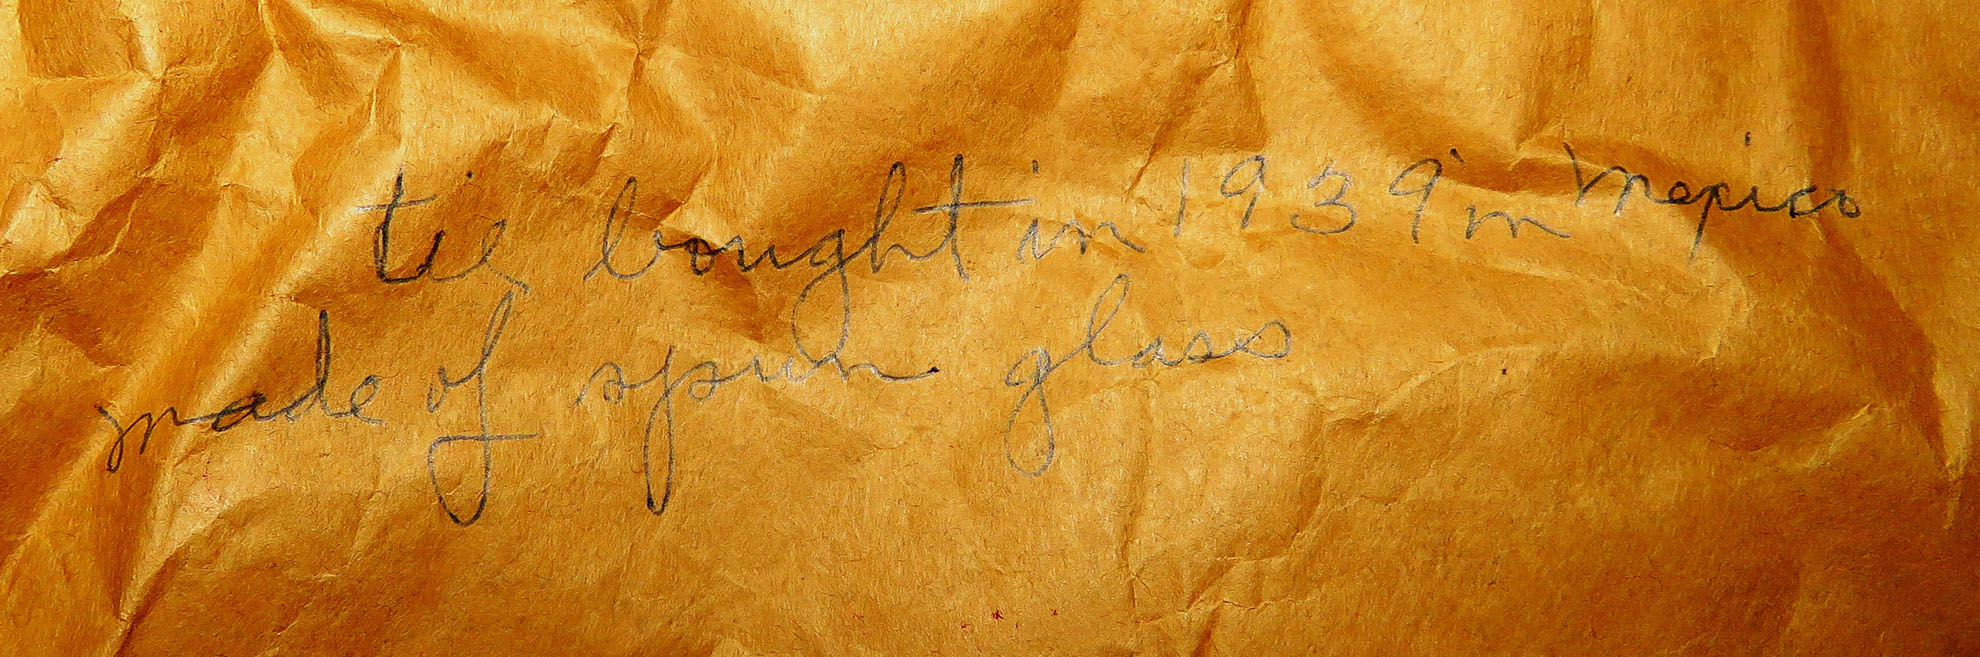 tie bought in 1939 in Mexico
made of spun glass